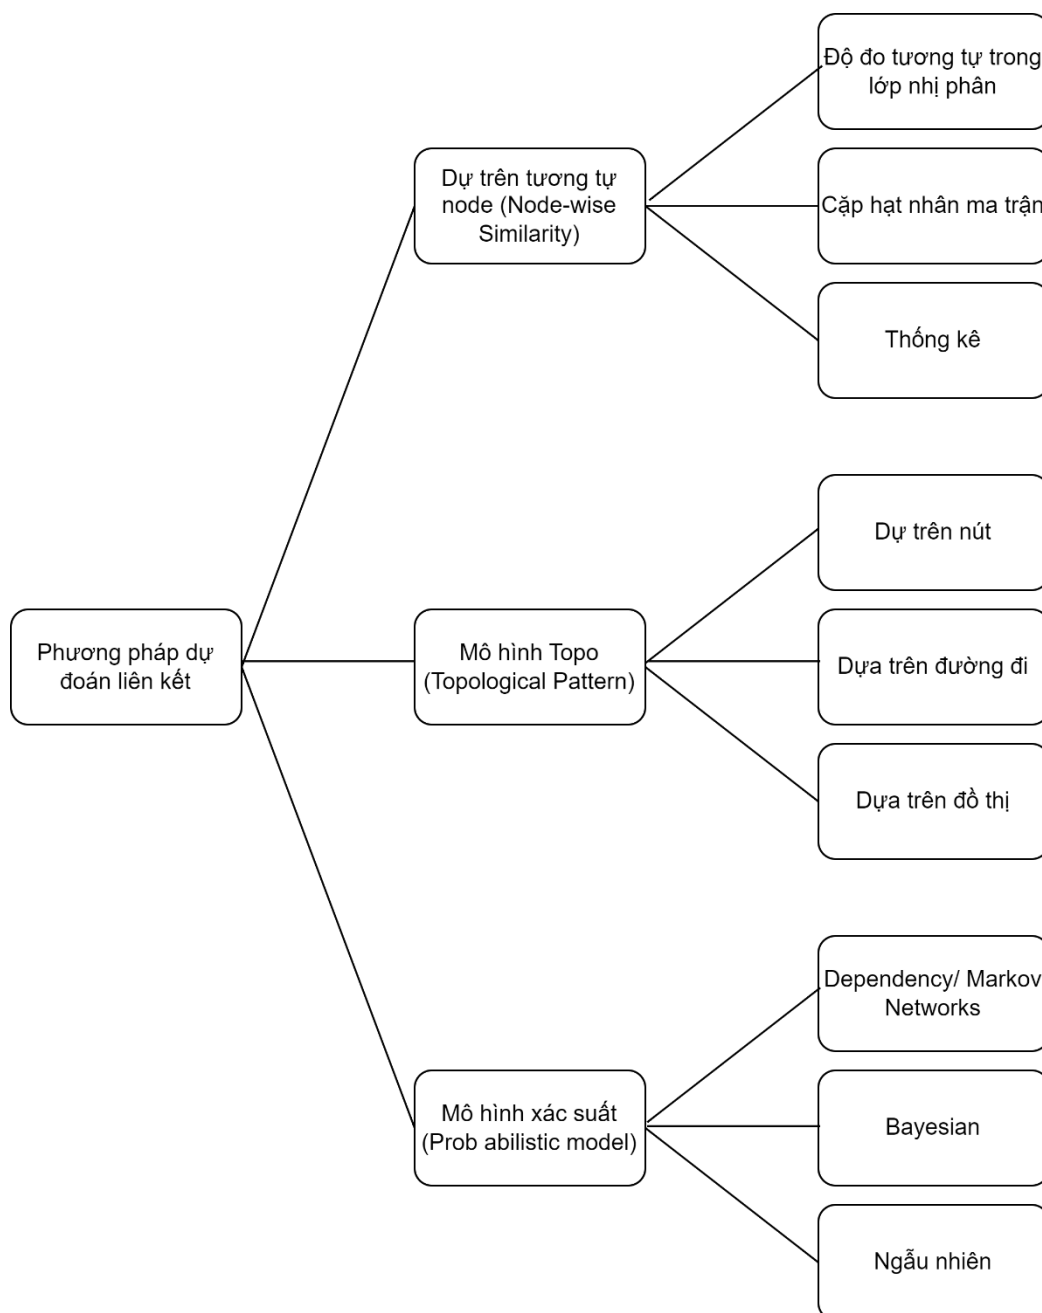 Độ đo tương tự trong
lớp nhị phân
Dự trên tương tự
node (Node-wise
Similarity)
Cặp hạt nhân ma trận
Thống kê
Dự trên nút
Phương pháp dự
đoán liên kết
Mô hình Topo
(Topological Pattern)
Dựa trên đường đi
Dựa trên đồ thị
Dependency/ Markov
Networks
Mô hình xác suất
(Prob abilistic model)
Bayesian
Ngẫu nhiên